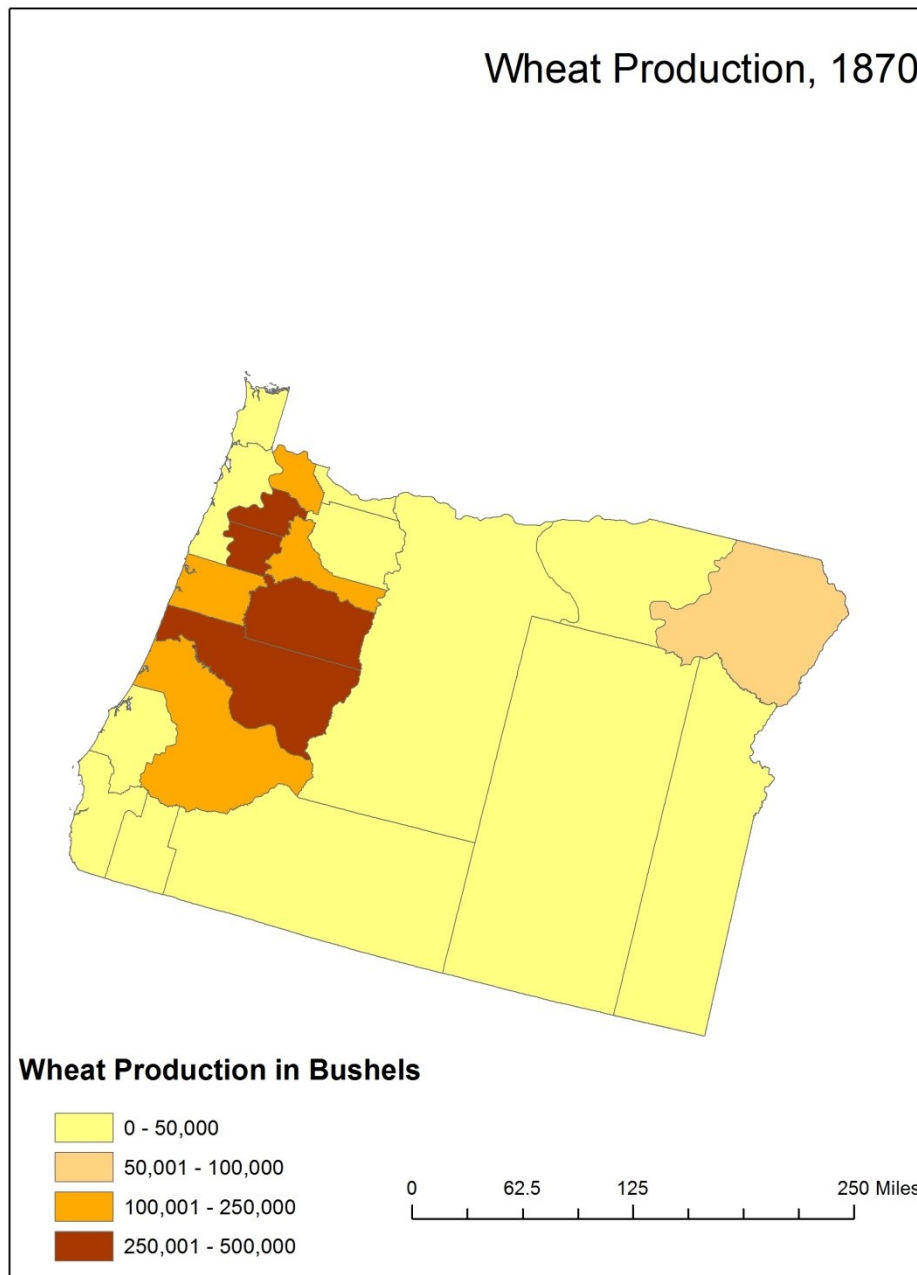 Wheat Production, 1870
Wheat Production in Bushels
0 - 50,000
50,001 - 100,000
100,001 - 250,000
250,001 - 500,000
0 62.5 125 250 Miles